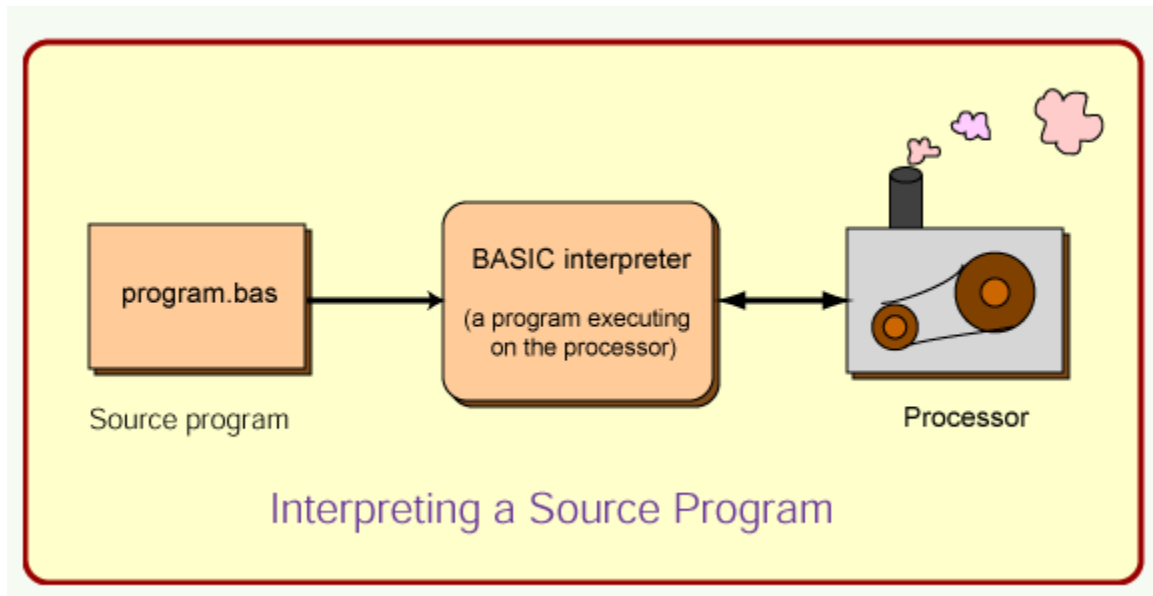 program.bas
Source program
BASIC interpreter
(a program executing
on the processor)
Processor
Interpreting a Source Program